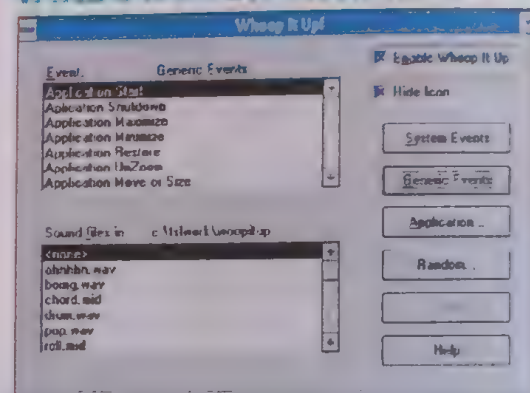 Whoop It Up!
Event: Generic Events
Application Start
Application Shutdown
Application Maximize
Application Minimize
Application Restore
Application UnZoom
Application Move or Size
Enable Whoop It Up
Hide Icon
System Events
Generic Events
Application...
Random...
Help
Sound files in
<none>
ohhhhh.wav
boing.wav
chord.mid
drum.wav
pop.wav
roll.mid